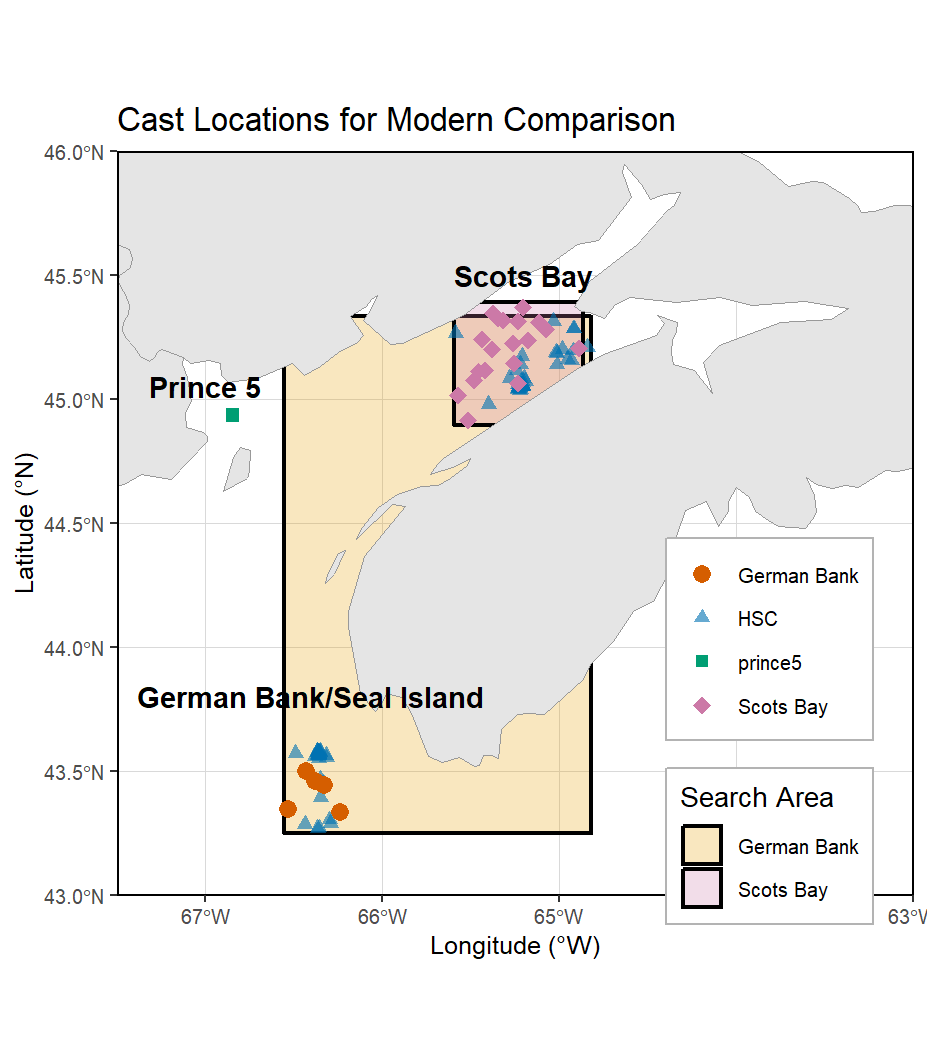 Cast Locations for Modern Comparison
46.0°N
45.5°N
45.0°N
44.5°N
44.0°N
43.5°N
43.0°N
Latitude (°N)
Scots Bay
Prince 5
German Bank/Seal Island
German Bank
HSC
prince5
Scots Bay
Search Area
German Bank
Scots Bay
67°W
66°W
65°W
63°W
Longitude (°W)